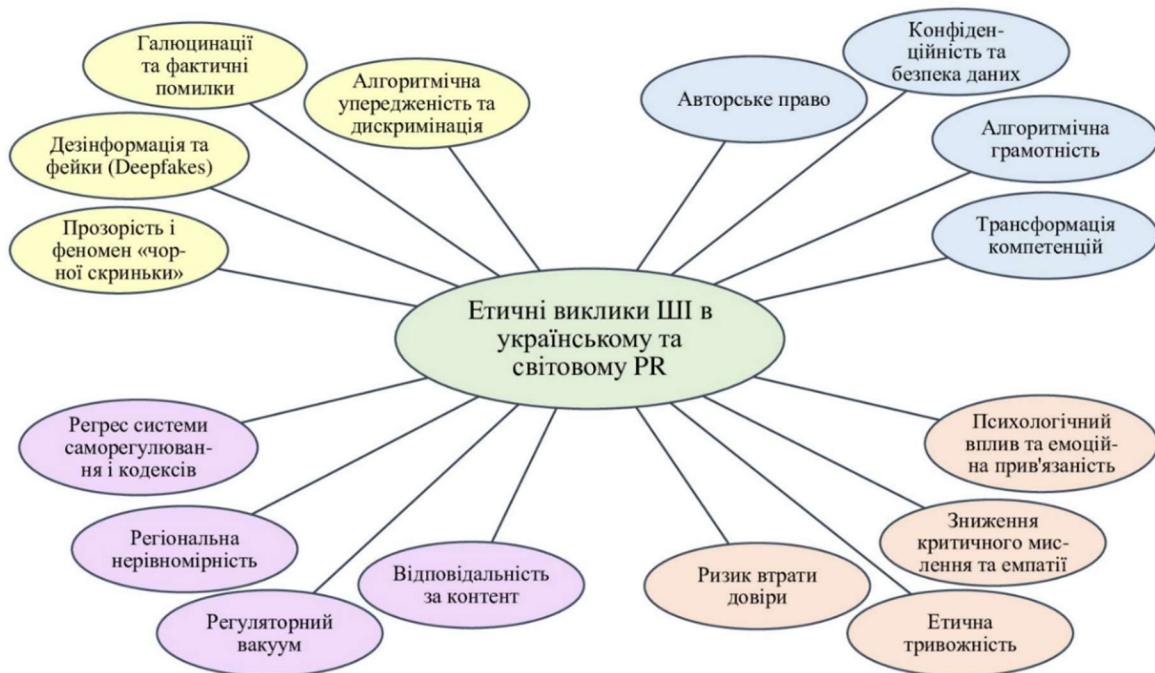 Галюцинації
та фактичні
помилки
Алгоритмічна
упередженість та
дискримінація
Дезінформація та
фейки (Deepfakes)
Прозорість і
феномен «чор-
ної скриньки»
Авторське право
Конфіден-
ційність та
безпека даних
Алгоритмічна
грамотність
Трансформація
компетенцій
Етичні виклики ШІ в
українському та
світовому PR
Регрес системи
саморегулюван-
ня і кодексів
Регіональна
нерівномірність
Регуляторний
вакуум
Відповідальність
за контент
Психологічний
вплив та емоцій-
на прив'язаність
Зниження
критичного мис-
лення та емпатії
Ризик втрати
довіри
Етична
тривожність